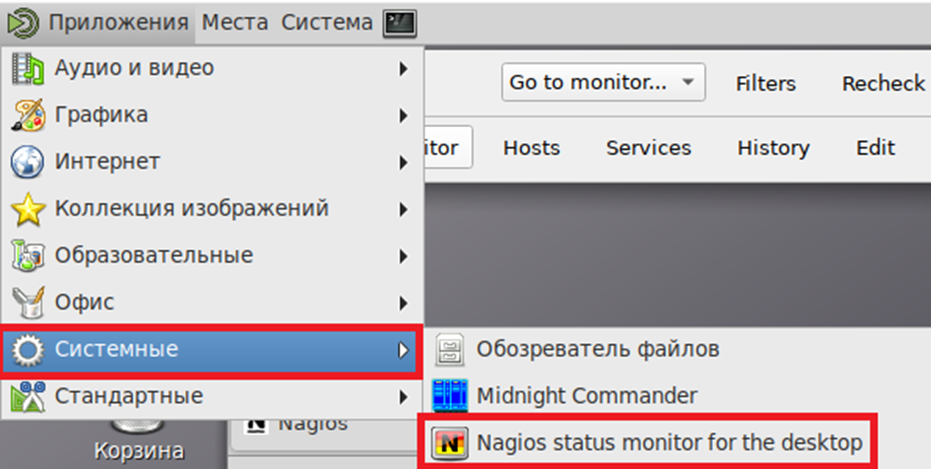 Приложения Места Система
Аудио и видео
Go to monitor... Filters Recheck
Графика
Интернет
itor Hosts Services History Edit
Коллекция изображений
Образовательные
Офис
Системные
Обозреватель файлов
Стандартные
Midnight Commander
Nagios
Nagios status monitor for the desktop
Корзина